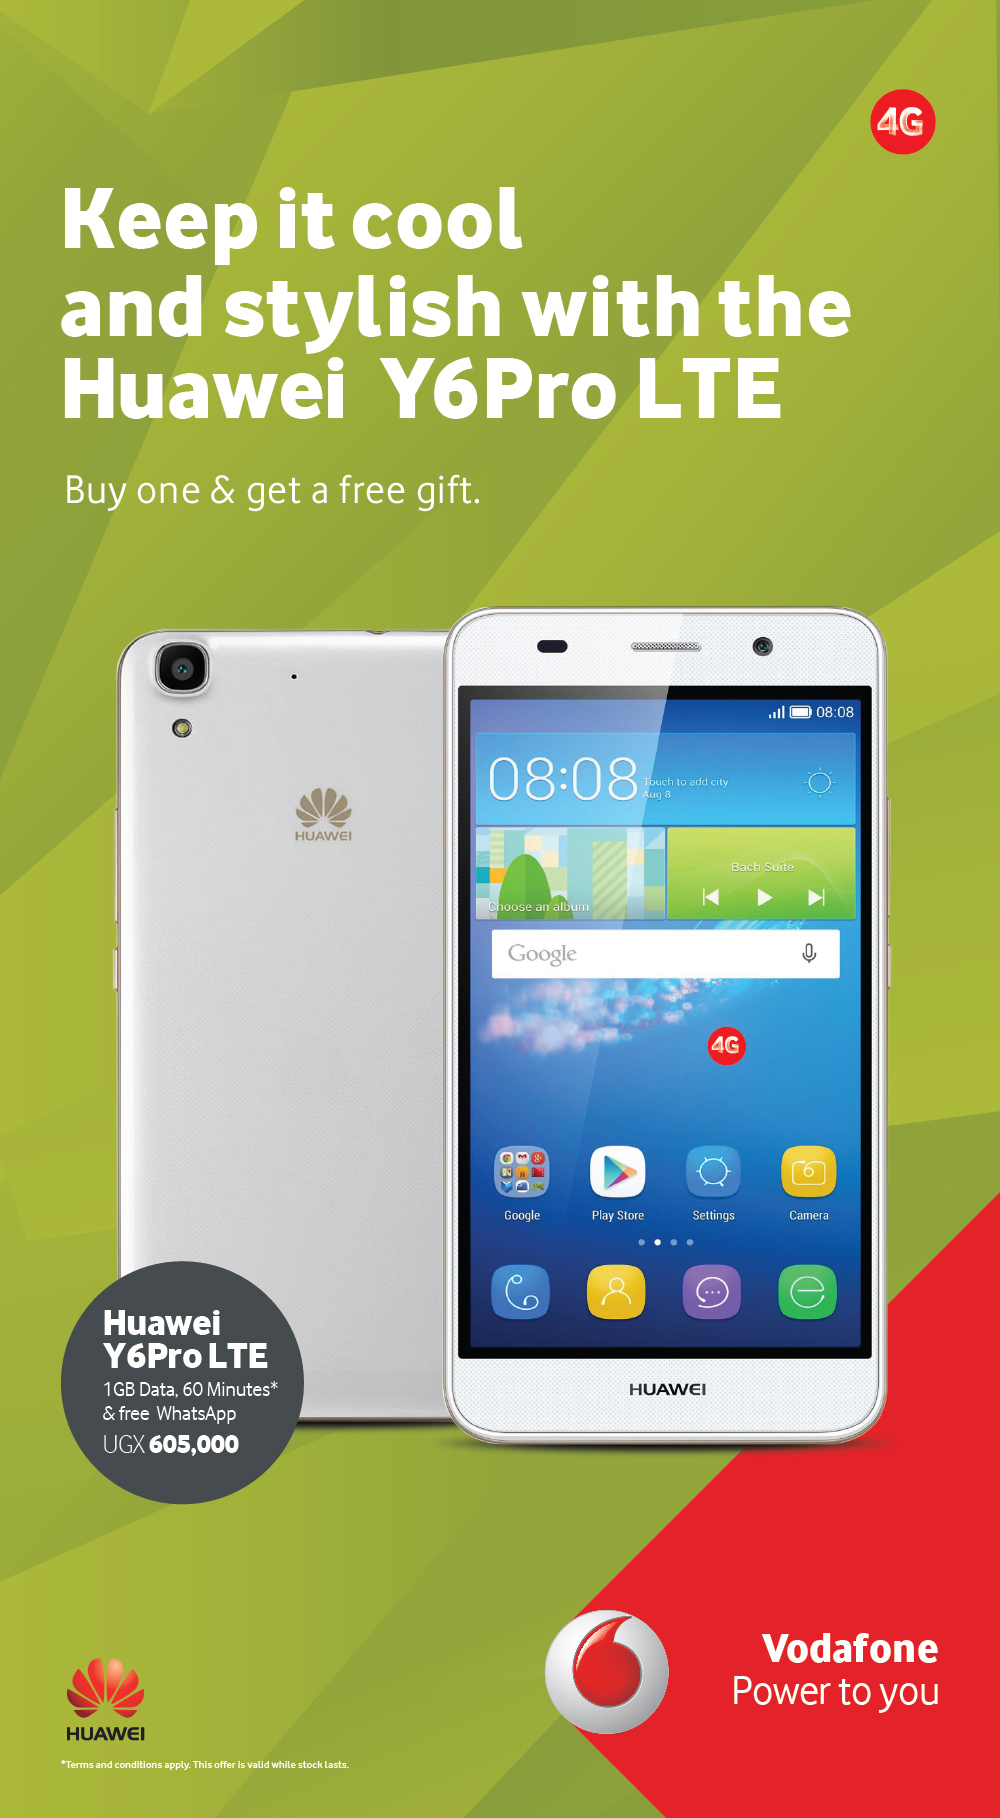 4G
Keep it cool
and stylish with the
Huawei Y6Pro LTE
Buy one & get a free gift.
HUAWEI
08:08
08:08
Touch to add city
Aug 8
Choose an album
Bach Suite
Google
4G
Google
Play Store
Settings
Camera
HUAWEI
Huawei
Y6Pro LTE
1GB Data, 60 Minutes*
& free WhatsApp
UGX 605,000
Vodafone
Power to you
HUAWEI
*Terms and conditions apply. This offer is valid while stock lasts.